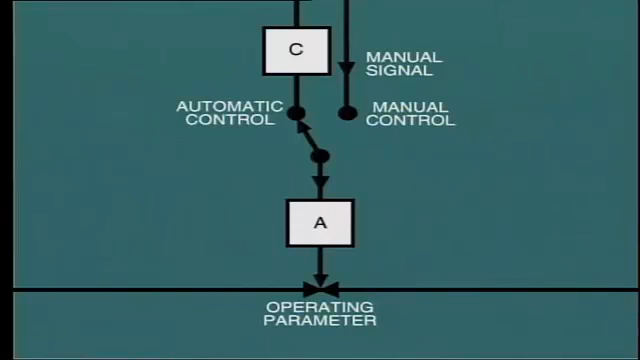 C
MANUAL
SIGNAL
AUTOMATIC
CONTROL
MANUAL
CONTROL
A
OPERATING
PARAMETER